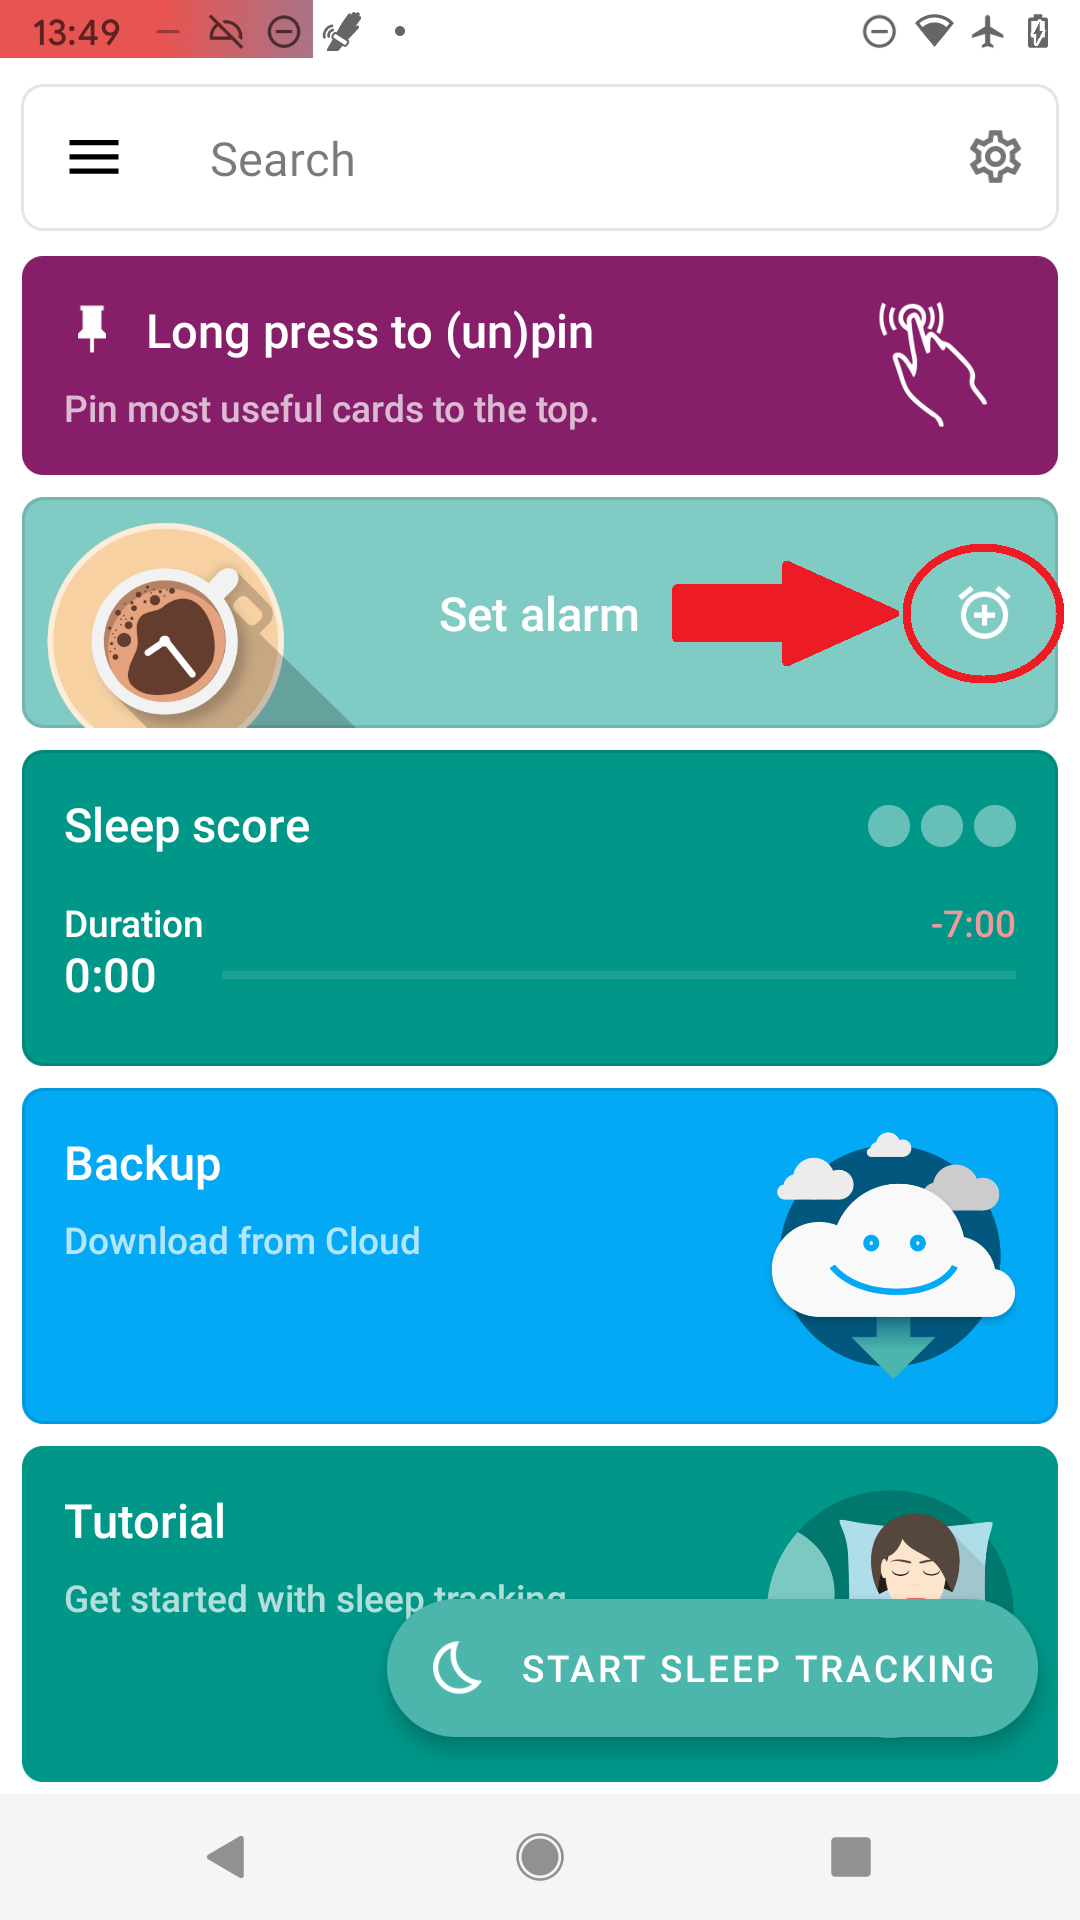 13:49
Search
Long press to (un)pin
Pin most useful cards to the top.
Set alarm
Sleep score
Duration
-7:00
0:00
Backup
Download from Cloud
Tutorial
Get started with sleep tracking
START SLEEP TRACKING